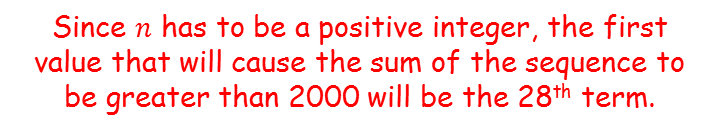 Since n has to be a positive integer, the first
value that will cause the sum of the sequence to
be greater than 2000 will be the 28th term.